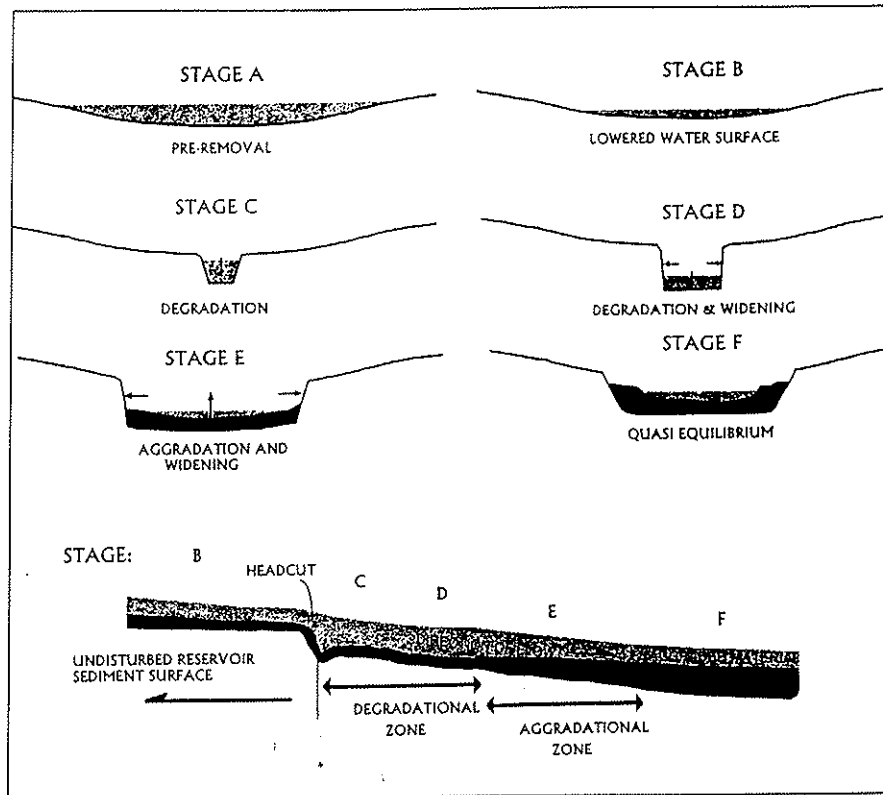 STAGE A
PRE-REMOVAL
STAGE B
LOWERED WATER SURFACE
STAGE C
DEGRADATION
STAGE D
DEGRADATION & WIDENING
STAGE E
AGGRADATION AND
WIDENING
STAGE F
QUASI EQUILIBRIUM
STAGE: B
HEADCUT
C
D
E
F
UNDISTURBED RESERVOIR
SEDIMENT SURFACE
DEGRADATIONAL
ZONE
AGGRADATIONAL
ZONE